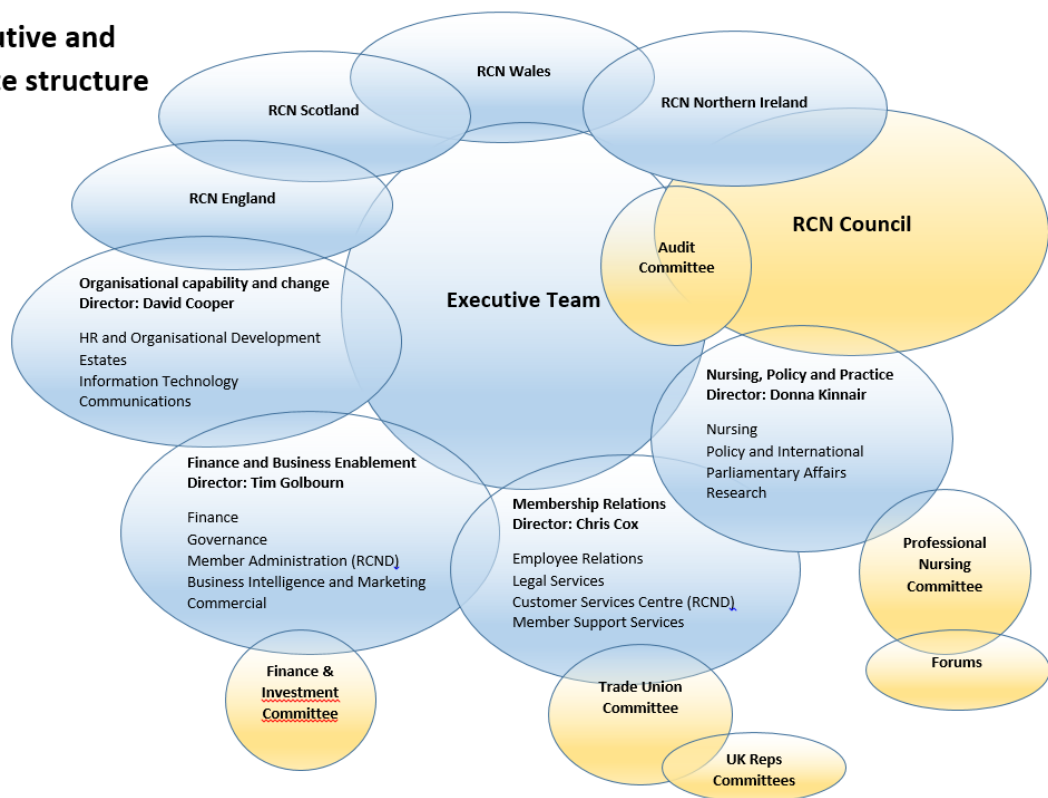 utive and
e structure
RCN Wales
RCN Scotland
RCN Northern Ireland
RCN England
RCN Council
Audit
Committee
Executive Team
Organisational capability and change
Director: David Cooper
HR and Organisational Development
Estates
Information Technology
Communications
Nursing, Policy and Practice
Director: Donna Kinnair
Nursing
Policy and International
Parliamentary Affairs
Research
Finance and Business Enablement
Director: Tim Golbourn
Finance
Governance
Member Administration (RCND)
Business Intelligence and Marketing
Commercial
Membership Relations
Director: Chris Cox
Employee Relations
Legal Services
Customer Services Centre (RCND)
Member Support Services
Professional
Nursing
Committee
Forums
Finance &
Investment
Committee
Trade Union
Committee
UK Reps
Committees